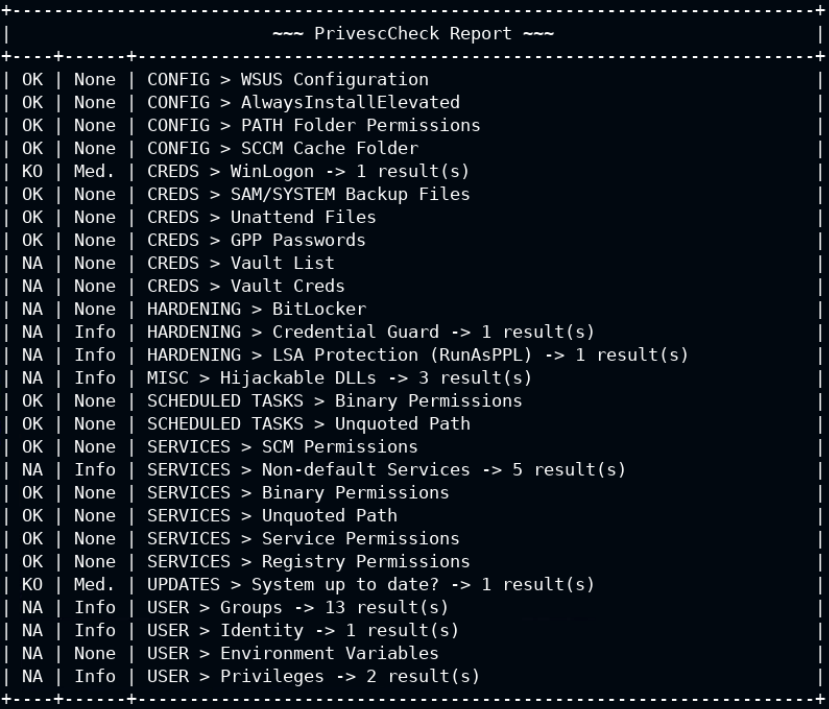 +------------------------------------------------------------------------------+
|                         ~~~ PrivescCheck Report ~~~                         |
+----+------+------------------------------------------------------------------+
| OK | None | CONFIG > WSUS Configuration |
| OK | None | CONFIG > AlwaysInstallElevated |
| OK | None | CONFIG > PATH Folder Permissions |
| OK | None | CONFIG > SCCM Cache Folder |
| KO | Med. | CREDS > WinLogon -> 1 result(s) |
| OK | None | CREDS > SAM/SYSTEM Backup Files |
| OK | None | CREDS > Unattend Files |
| OK | None | CREDS > GPP Passwords |
| NA | None | CREDS > Vault List |
| NA | None | CREDS > Vault Creds |
| NA | None | HARDENING > BitLocker |
| NA | Info | HARDENING > Credential Guard -> 1 result(s) |
| NA | Info | HARDENING > LSA Protection (RunAsPPL) -> 1 result(s) |
| NA | Info | MISC > Hijackable DLLs -> 3 result(s) |
| OK | None | SCHEDULED TASKS > Binary Permissions |
| OK | None | SCHEDULED TASKS > Unquoted Path |
| OK | None | SERVICES > SCM Permissions |
| NA | Info | SERVICES > Non-default Services -> 5 result(s) |
| OK | None | SERVICES > Binary Permissions |
| OK | None | SERVICES > Unquoted Path |
| OK | None | SERVICES > Service Permissions |
| OK | None | SERVICES > Registry Permissions |
| KO | Med. | UPDATES > System up to date? -> 1 result(s) |
| NA | Info | USER > Groups -> 13 result(s) |
| NA | Info | USER > Identity -> 1 result(s) |
| NA | None | USER > Environment Variables |
| NA | Info | USER > Privileges -> 2 result(s) |
+----+------+------------------------------------------------------------------+